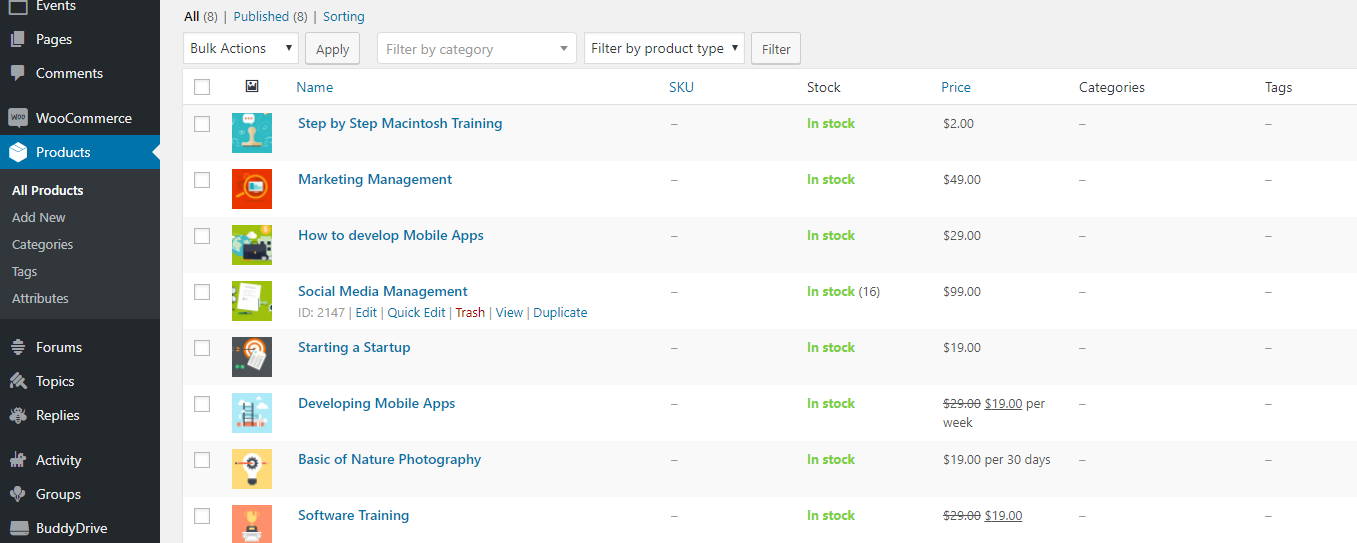 Events
Pages
Comments
WOO WooCommerce
Products
All Products
Add New
Categories
Tags
Attributes
Forums
Topics
Replies
Activity
Groups
BuddyDrive
All (8) | Published (8) | Sorting
Bulk Actions Apply Filter by category Filter by product type Filter
Name SKU Stock Price Categories Tags
Step by Step Macintosh Training – In stock $2.00 – –
Marketing Management – In stock $49.00 – –
How to develop Mobile Apps – In stock $29.00 – –
Social Media Management – In stock (16) $99.00 – –
ID: 2147 | Edit | Quick Edit | Trash | View | Duplicate
Starting a Startup – In stock $19.00 – –
Developing Mobile Apps – In stock $29.00 $19.00 per – –
week
Basic of Nature Photography – In stock $19.00 per 30 days – –
Software Training – In stock $29.00 $19.00 – –